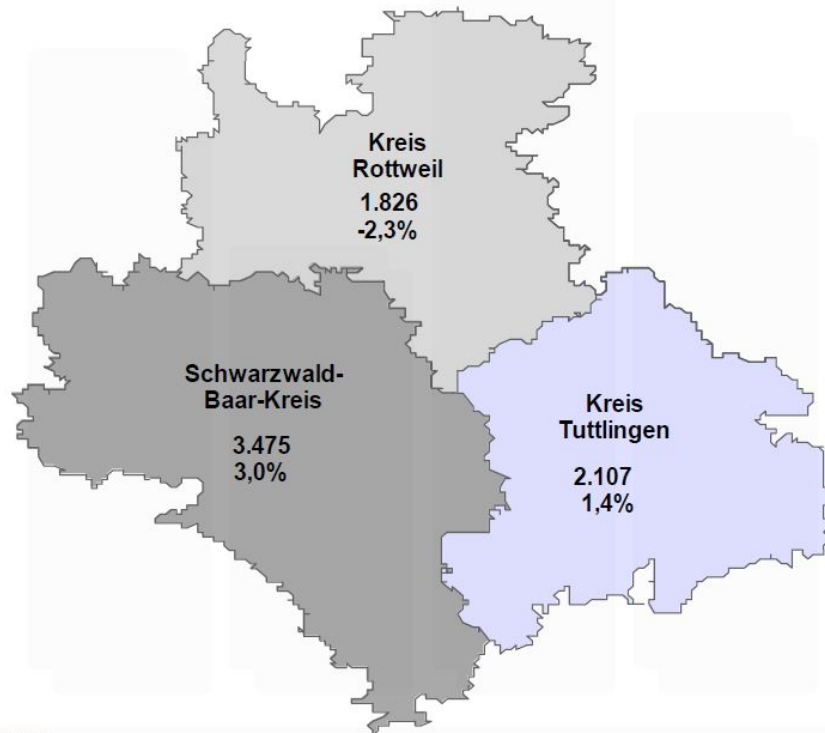 Kreis
Rottweil
1.826
-2,3%
Schwarzwald-
Baar-Kreis
3.475
3,0%
Kreis
Tuttlingen
2.107
1,4%